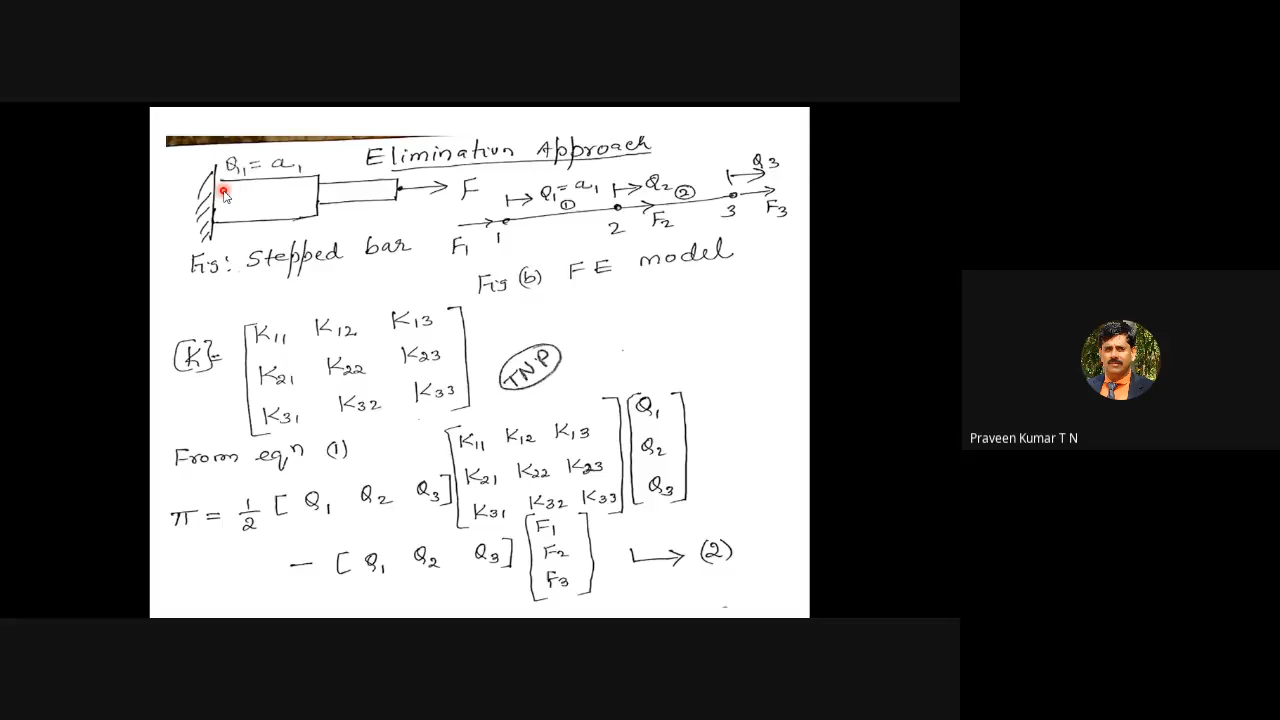 Elimination Approach
Q1 = a1
F
Fig: Stepped bar
Q1 = a1 Q2 Q3
① ②
F1 1 2 F2 3 F3
Fig (b) FE model
[K]= [K11 K12 K13
K21 K22 K23
K31 K32 K33]
TNP
From eqn (1)
π = 1/2 [Q1 Q2 Q3] [K11 K12 K13
K21 K22 K23
K31 K32 K33] [Q1
Q2
Q3]
- [Q1 Q2 Q3] [F1
F2
F3] → (2)
Praveen Kumar T N